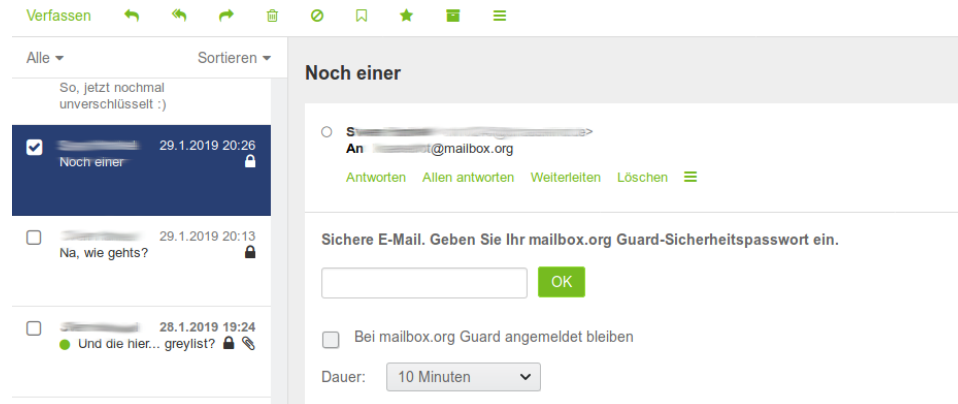 Verfassen
Alle
Sortieren
So, jetzt nochmal
unverschlüsselt :)
29.1.2019 20:26
Noch einer
29.1.2019 20:13
Na, wie gehts?
28.1.2019 19:24
Und die hier... greylist?
Noch einer
S >
An t@mailbox.org
Antworten Allen antworten Weiterleiten Löschen
Sichere E-Mail. Geben Sie Ihr mailbox.org Guard-Sicherheitspasswort ein.
OK
Bei mailbox.org Guard angemeldet bleiben
Dauer: 10 Minuten